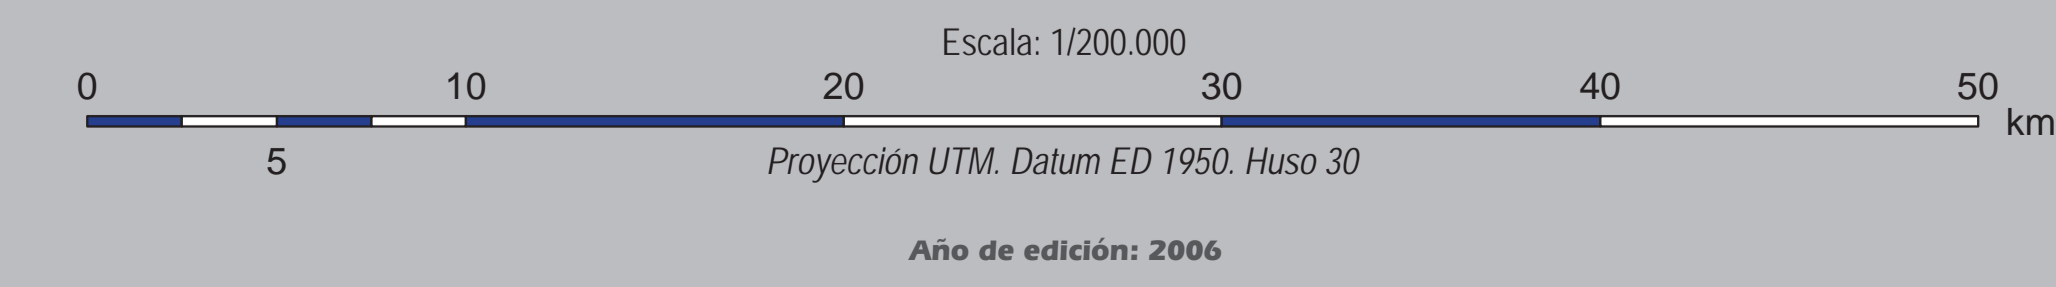 Escala: 1/200.000
0 10 20 30 40 50
km
5
Proyección UTM. Datum ED 1950. Huso 30
Año de edición: 2006